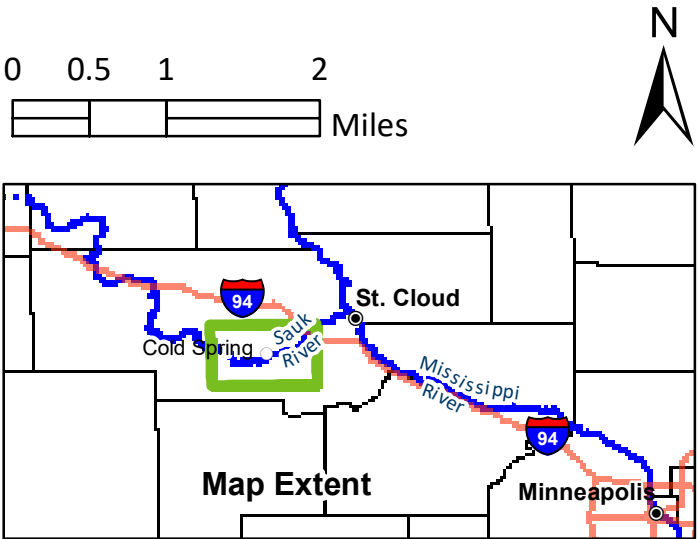 N
0 0.5 1 2
Miles
94
St. Cloud
Sauk
River
Cold Spring
Mississippi
River
94
Map Extent
Minneapolis